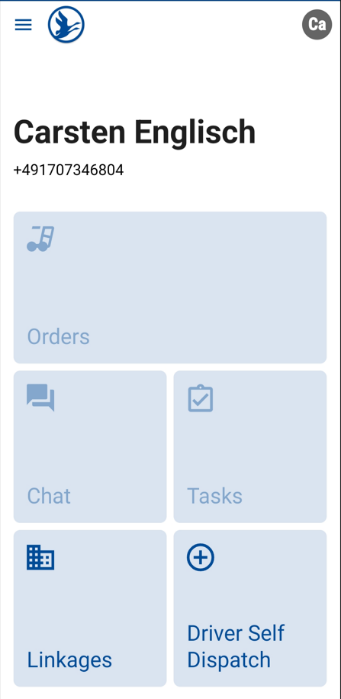 Ca
Carsten Englisch
+491707346804
Orders
Chat
Tasks
Linkages
Driver Self
Dispatch